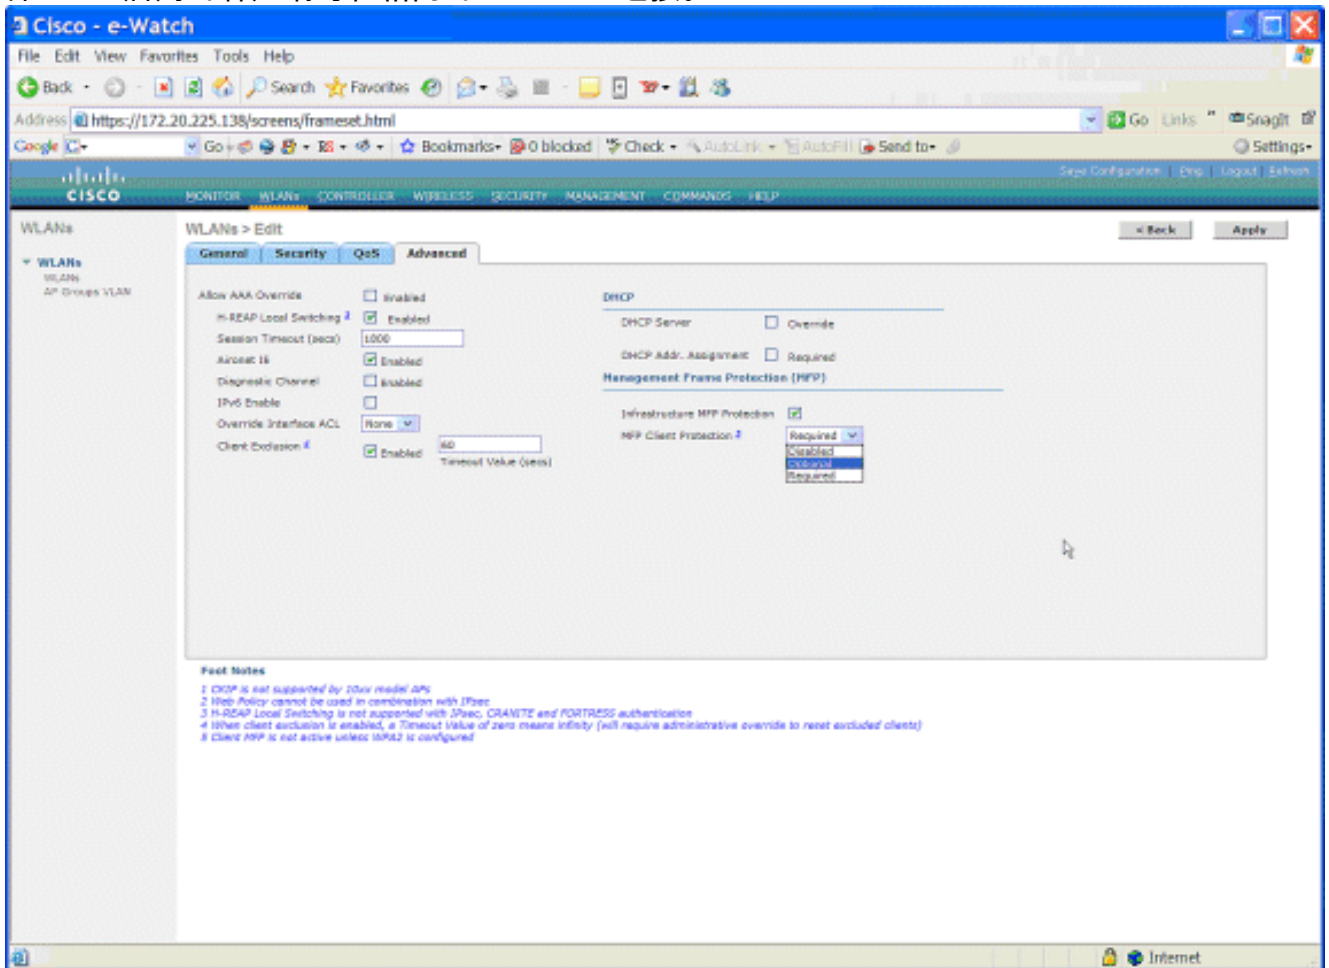 Cisco - e-Watch
File Edit View Favorites Tools Help
Back Search Favorites
Address https://172.20.225.138/screens/frameset.html Go Links » SnagIt
Google Go RS Bookmarks 0 blocked Check AutoLink AutoFill Send to Settings
Save Configuration | Ping | Logout | Refresh
CISCO
MONITOR WLANs CONTROLLER WIRELESS SECURITY MANAGEMENT COMMANDS HELP
WLANs
WLANs
WLANs
AP Groups VLAN
WLANs > Edit
< Back Apply
General Security QoS Advanced
Allow AAA Override Enabled
H-REAP Local Switching 3 Enabled
Session Timeout (secs) 1000
Aironet IE Enabled
Diagnostic Channel Enabled
IPv6 Enable
Override Interface ACL None
Client Exclusion 4 Enabled 60
Timeout Value (secs)
DHCP
DHCP Server Override
DHCP Addr. Assignment Required
Management Frame Protection (MFP)
Infrastructure MFP Protection
MFP Client Protection 5 Required
Disabled
Optional
Required
Foot Notes
1 CKIP is not supported by 10xx model APs
2 Web Policy cannot be used in combination with IPsec
3 H-REAP Local Switching is not supported with IPsec, CRANITE and FORTRESS authentication
4 When client exclusion is enabled, a Timeout Value of zero means infinity (will require administrative override to reset excluded clients)
5 Client MFP is not active unless WPA2 is configured
Internet